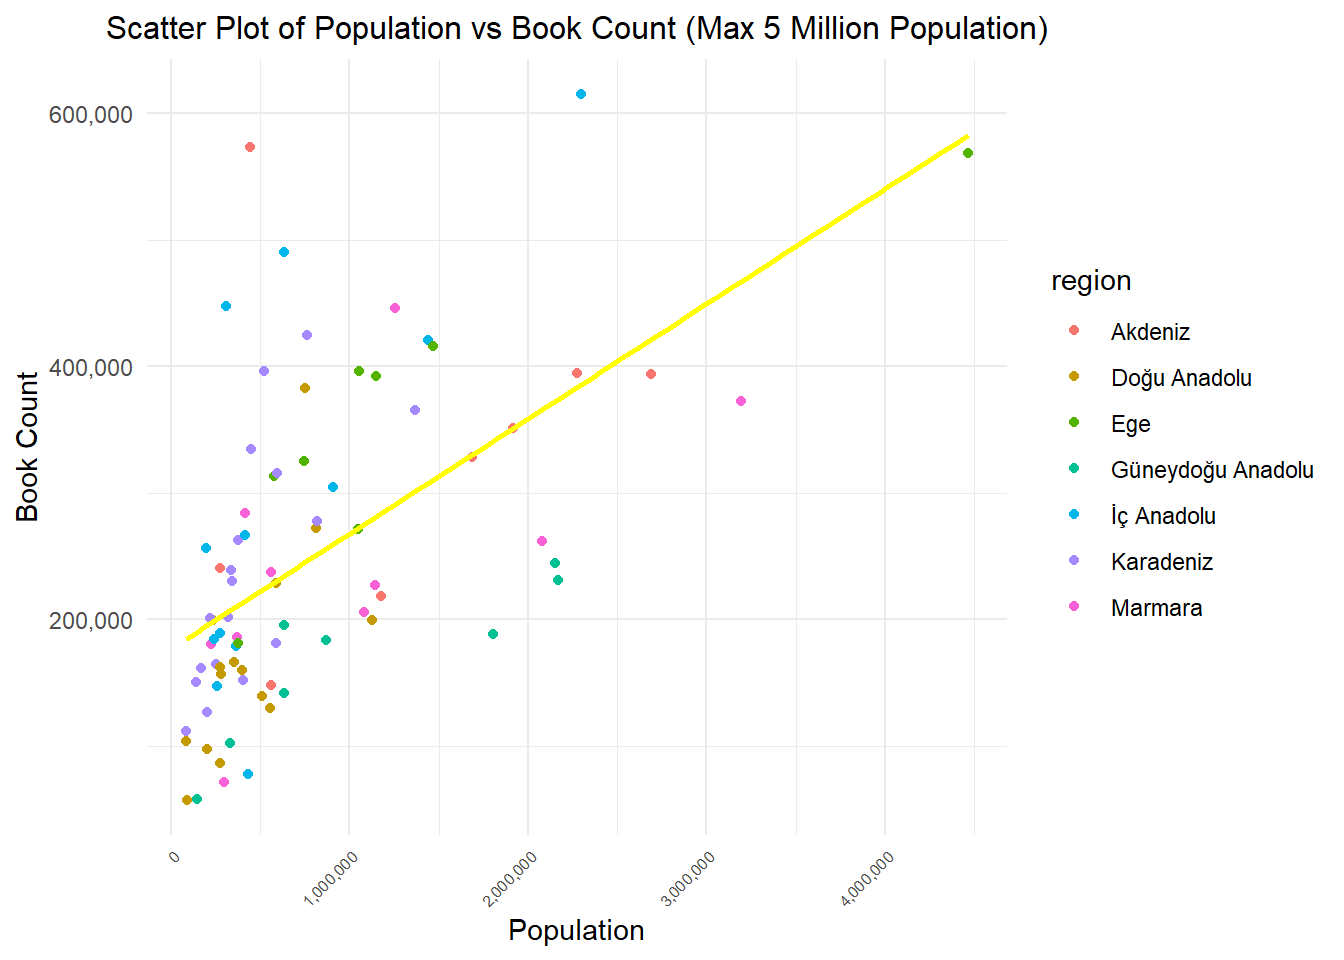 Scatter Plot of Population vs Book Count (Max 5 Million Population)
600,000
400,000
200,000
Book Count
0
1,000,000
2,000,000
3,000,000
4,000,000
Population
region
Akdeniz
Doğu Anadolu
Ege
Güneydoğu Anadolu
İç Anadolu
Karadeniz
Marmara